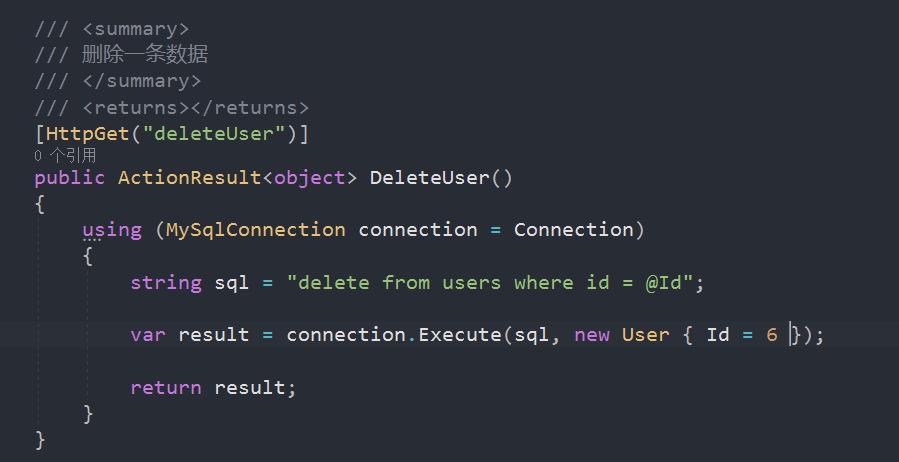 /// <summary>
/// 删除一条数据
/// </summary>
/// <returns></returns>
[HttpGet("deleteUser")]
0 个引用
public ActionResult<object> DeleteUser()
{
using (MySqlConnection connection = Connection)
{
string sql = "delete from users where id = @Id";
var result = connection.Execute(sql, new User { Id = 6 });
return result;
}
}